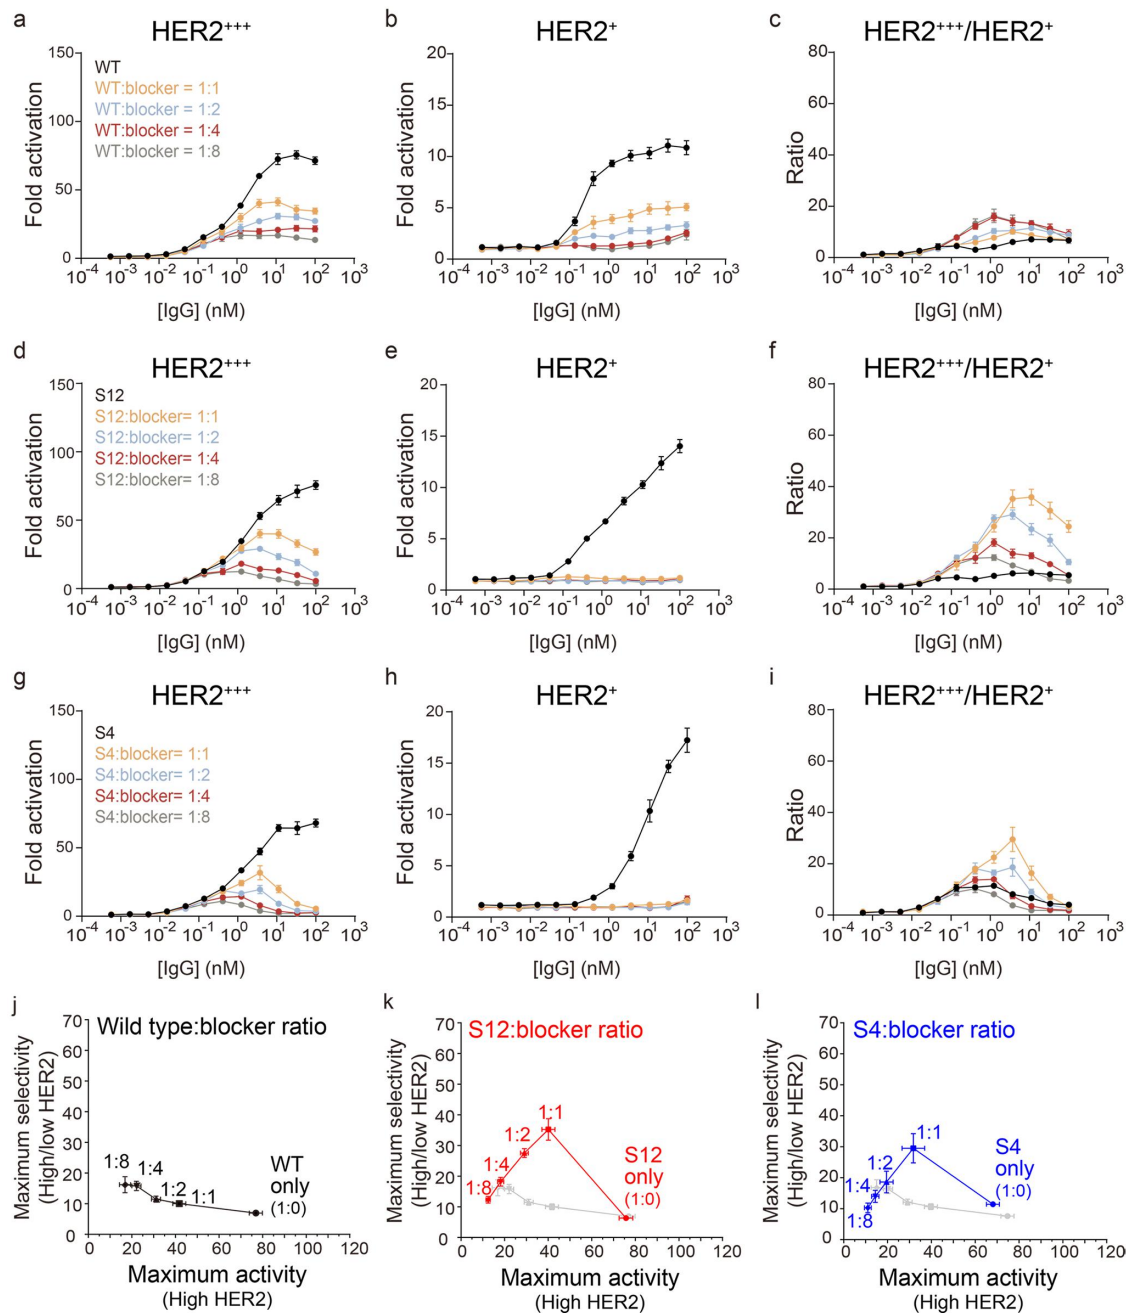 a
HER2+++
150
100
50
0
Fold activation
WT
WT:blocker = 1:1
WT:blocker = 1:2
WT:blocker = 1:4
WT:blocker = 1:8
10-4 10-3 10-2 10-1 100 101 102 103
[IgG] (nM)
b
HER2+
20
15
10
5
0
Fold activation
10-4 10-3 10-2 10-1 100 101 102 103
[IgG] (nM)
c
HER2+++/HER2+
80
60
40
20
0
Ratio
10-4 10-3 10-2 10-1 100 101 102 103
[IgG] (nM)
d
HER2+++
150
100
50
0
Fold activation
S12
S12:blocker= 1:1
S12:blocker= 1:2
S12:blocker= 1:4
S12:blocker= 1:8
10-4 10-3 10-2 10-1 100 101 102 103
[IgG] (nM)
e
HER2+
20
15
10
5
0
Fold activation
10-4 10-3 10-2 10-1 100 101 102 103
[IgG] (nM)
f
HER2+++/HER2+
80
60
40
20
0
Ratio
10-4 10-3 10-2 10-1 100 101 102 103
[IgG] (nM)
g
HER2+++
150
100
50
0
Fold activation
S4
S4:blocker= 1:1
S4:blocker= 1:2
S4:blocker= 1:4
S4:blocker= 1:8
10-4 10-3 10-2 10-1 100 101 102 103
[IgG] (nM)
h
HER2+
20
15
10
5
0
Fold activation
10-4 10-3 10-2 10-1 100 101 102 103
[IgG] (nM)
i
HER2+++/HER2+
80
60
40
20
0
Ratio
10-4 10-3 10-2 10-1 100 101 102 103
[IgG] (nM)
j
Wild type:blocker ratio
70
60
50
40
30
20
10
0
Maximum selectivity
(High/low HER2)
1:8
1:4
1:2
1:1
WT
only
(1:0)
0 20 40 60 80 100 120
Maximum activity
(High HER2)
k
S12:blocker ratio
70
60
50
40
30
20
10
0
Maximum selectivity
(High/low HER2)
1:1
1:2
1:4
1:8
S12
only
(1:0)
0 20 40 60 80 100 120
Maximum activity
(High HER2)
l
S4:blocker ratio
70
60
50
40
30
20
10
0
Maximum selectivity
(High/low HER2)
1:1
1:2
1:4
1:8
S4
only
(1:0)
0 20 40 60 80 100 120
Maximum activity
(High HER2)